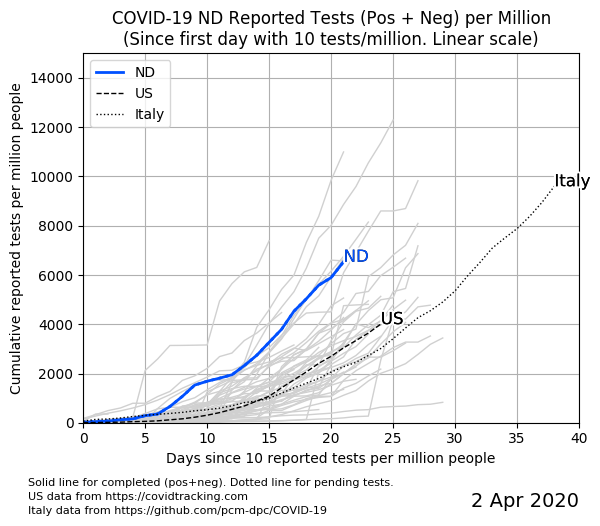 COVID-19 ND Reported Tests (Pos + Neg) per Million
(Since first day with 10 tests/million. Linear scale)
Cumulative reported tests per million people
14000
12000
10000
8000
6000
4000
2000
0
ND
US
Italy
Italy
ND
US
0 5 10 15 20 25 30 35 40
Days since 10 reported tests per million people
Solid line for completed (pos+neg). Dotted line for pending tests.
US data from https://covidtracking.com
Italy data from https://github.com/pcm-dpc/COVID-19
2 Apr 2020